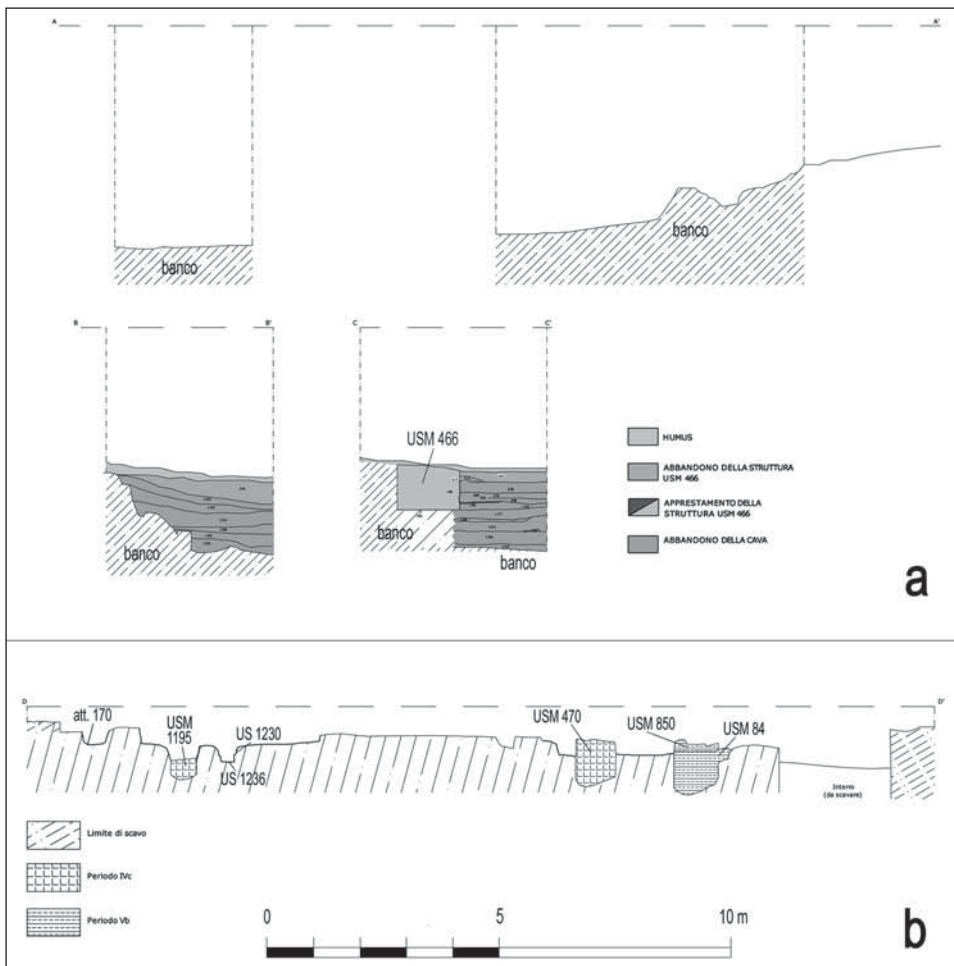 A A'
banco
banco
B B' C C'
USM 466
banco
banco
banco
HUMUS
ABBANDONO DELLA STRUTTURA
USM 466
APPRESTAMENTO DELLA
STRUTTURA USM 466
ABBANDONO DELLA CAVA
a
D D'
att. 170
USM
1195
US 1230
US 1236
USM 470
USM 850
USM 84
Interro
(da scavare)
Limite di scavo
Periodo IVc
Periodo Vb
0 5 10 m
b